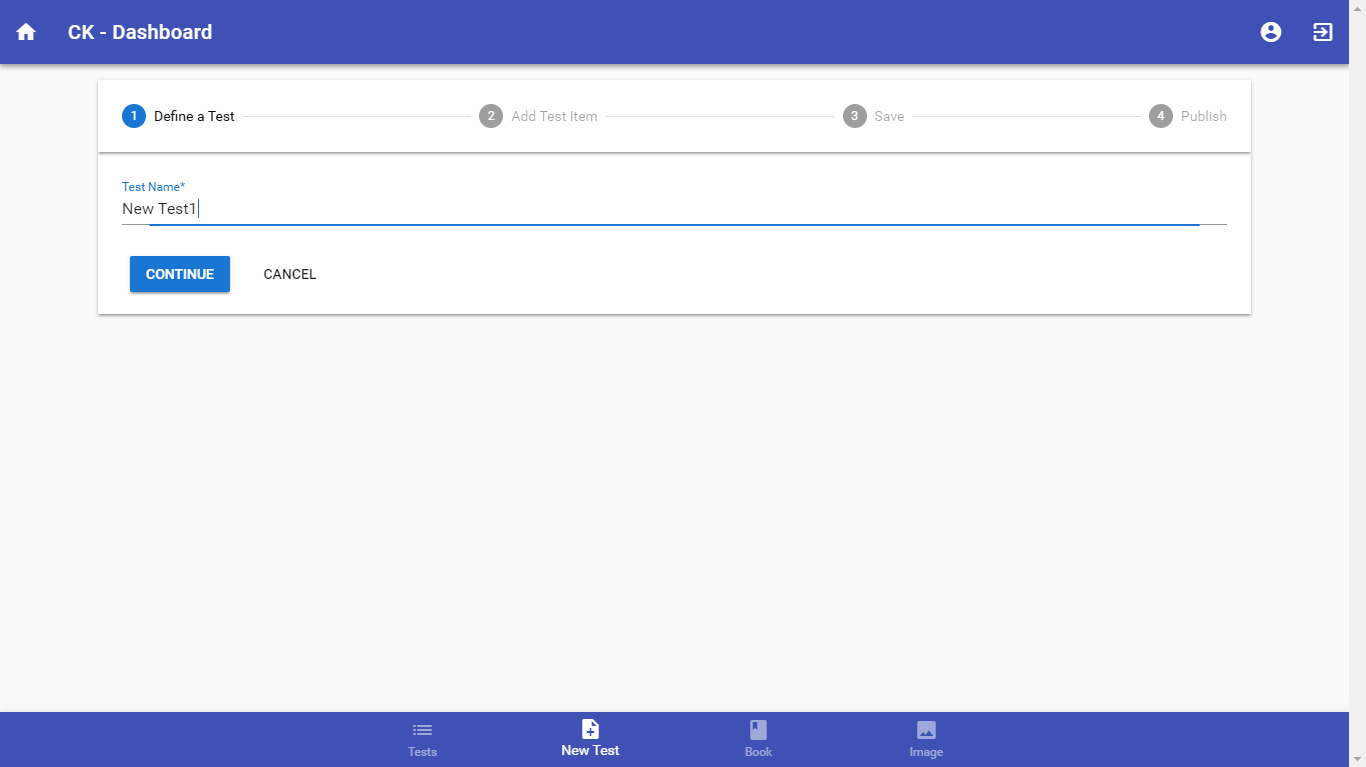 CK - Dashboard
1 Define a Test 2 Add Test Item 3 Save 4 Publish
Test Name*
New Test1
CONTINUE CANCEL
Tests New Test Book Image